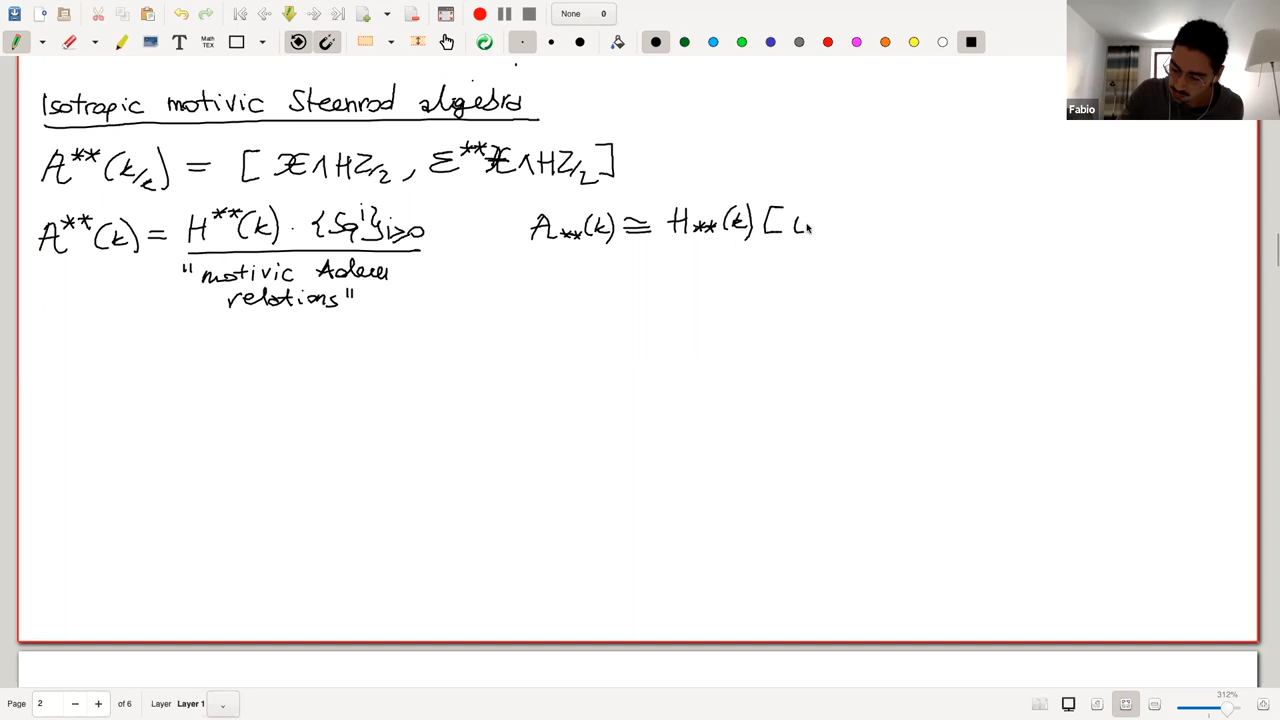 None 0
Fabio
Isotropic motivic Steenrod algebra
A**(k/k) = [ 𝔛∧HZ/2 , Σ**𝔛∧HZ/2 ]
A**(k) = H**(k) · {Sq^i}i≥0
"motivic Adem
relations"
A**(k) ≅ H**(k) [
Page 2 of 6 Layer Layer 1 312%